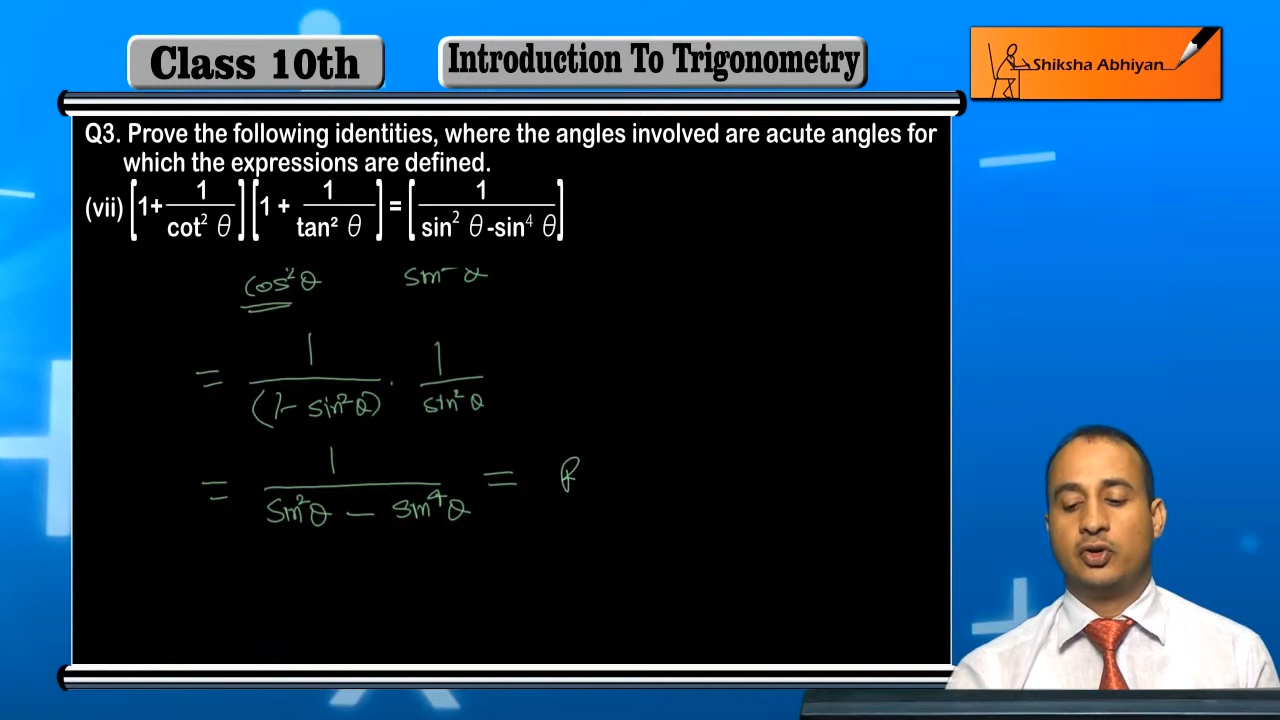 Class 10th
Introduction To Trigonometry
Shiksha Abhiyan
Q3. Prove the following identities, where the angles involved are acute angles for
which the expressions are defined.
(vii) [1+ 1/cot² θ] [1 + 1/tan² θ] = [1/sin² θ -sin⁴ θ]
cos²θ
= 1/(1- sin²θ) · 1/sin²θ
= 1/sin²θ - sin⁴θ =